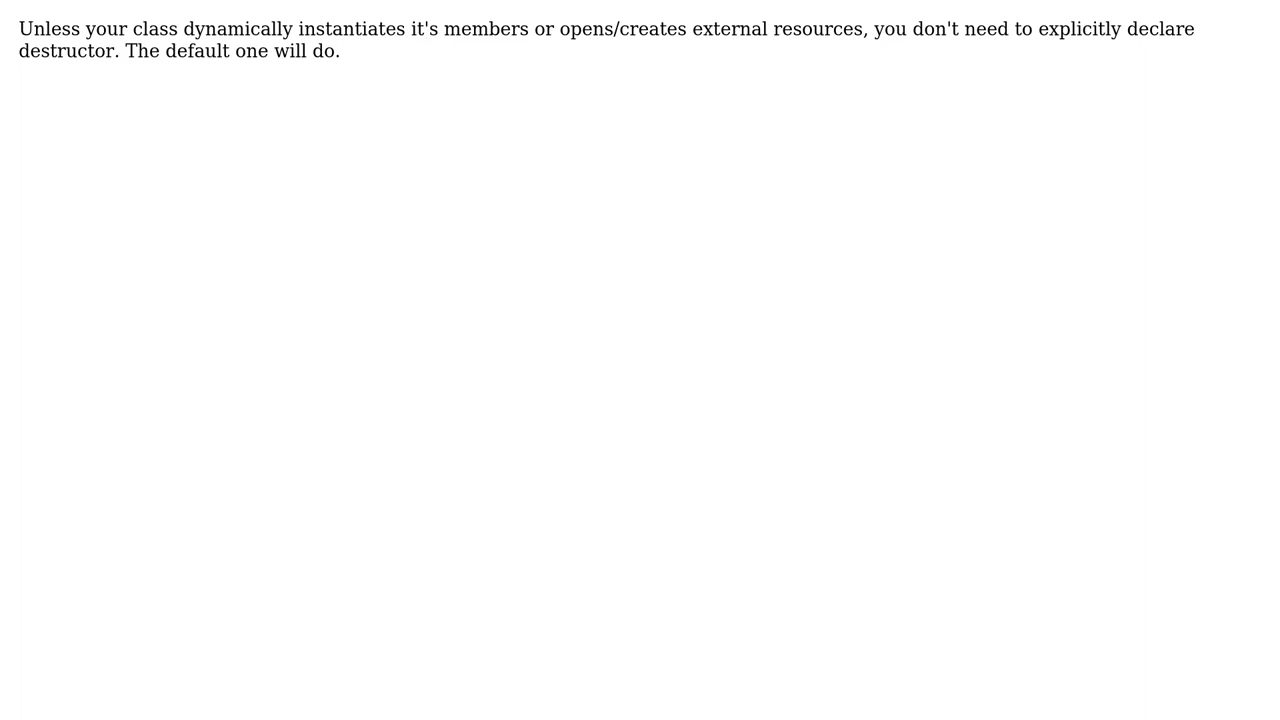 Unless your class dynamically instantiates it's members or opens/creates external resources, you don't need to explicitly declare
destructor. The default one will do.